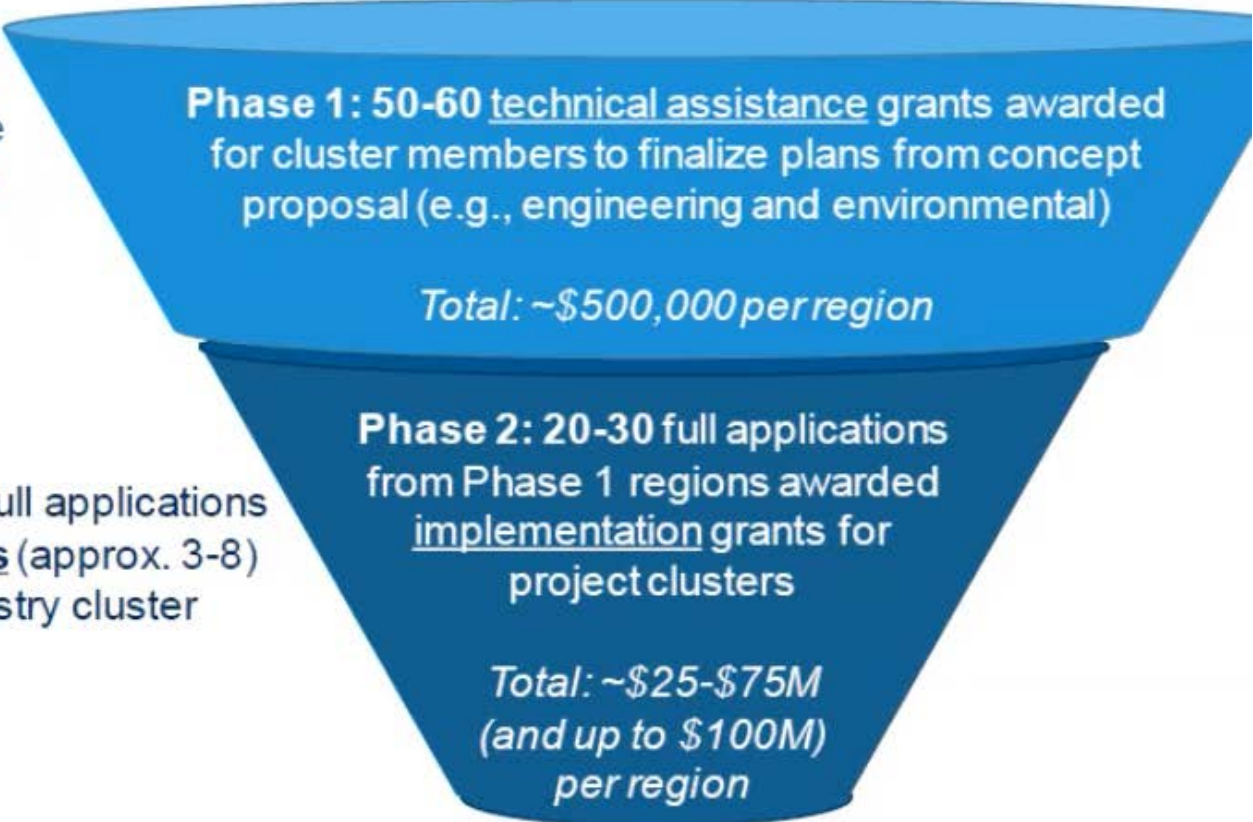 Phase 1: 50-60 technical assistance grants awarded
for cluster members to finalize plans from concept
proposal (e.g., engineering and environmental)
Total: ~$500,000 per region
Phase 2: 20-30 full applications
from Phase 1 regions awarded
implementation grants for
project clusters
Total: ~$25-$75M
(and up to $100M)
per region
applications
(approx. 3-8)
cluster